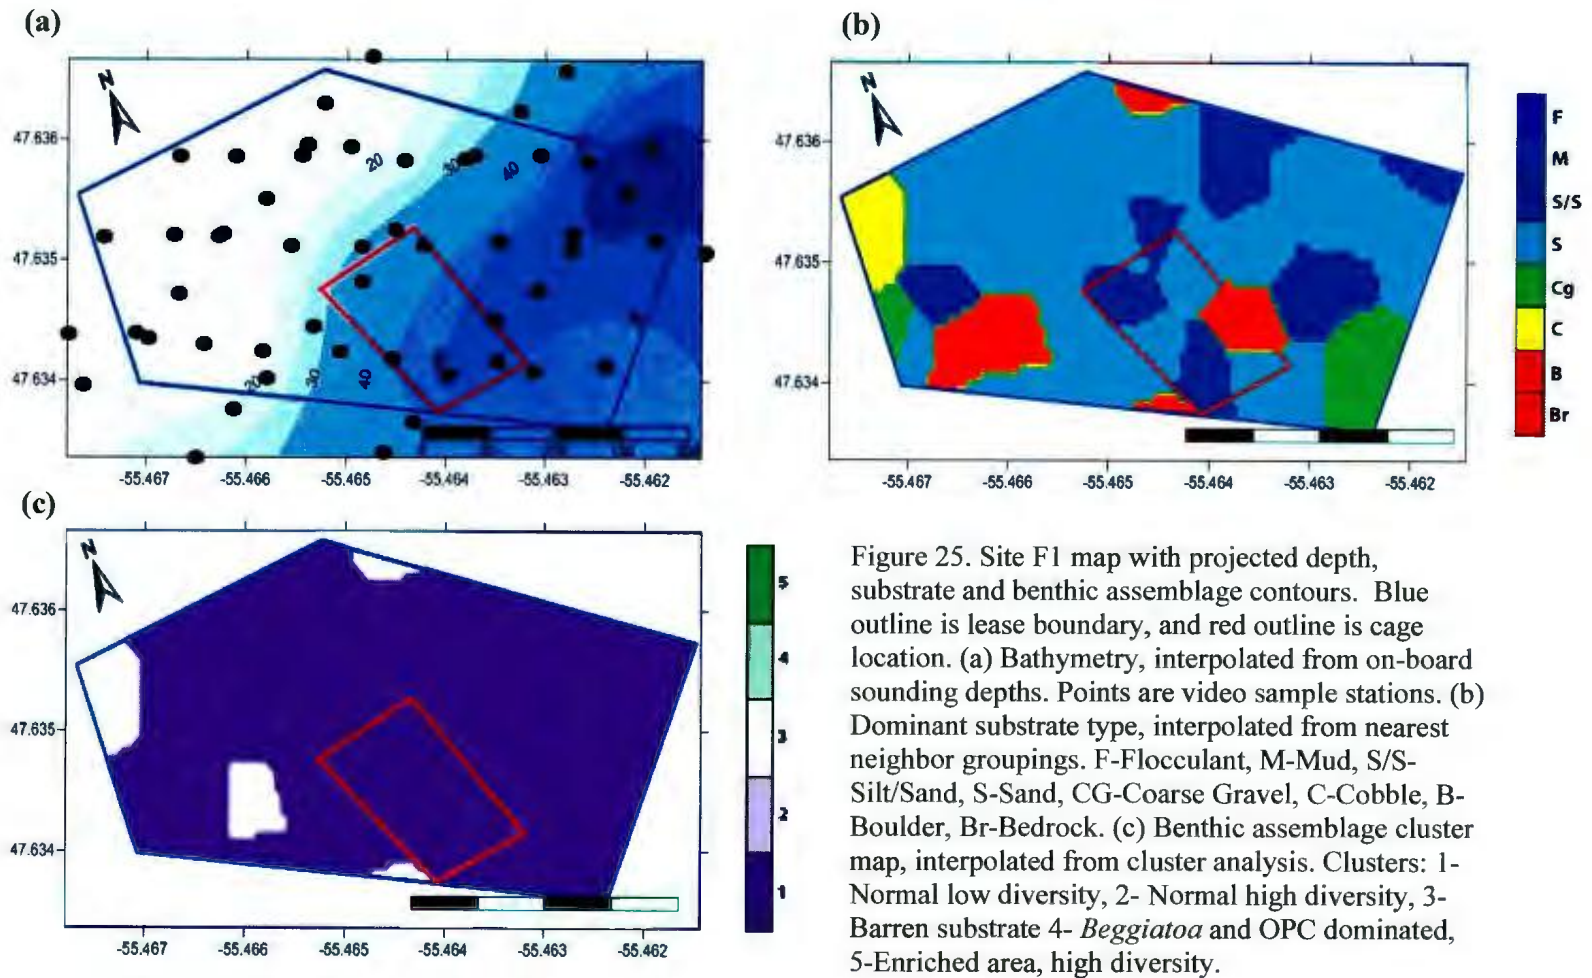 (a)
N
47.636
47.635
47.634
20
30
40
20
30
40
-55.467 -55.466 -55.465 -55.464 -55.463 -55.462
(b)
N
47.636
47.635
47.634
-55.467 -55.466 -55.465 -55.464 -55.463 -55.462
F
M
S/S
S
Cg
C
B
Br
(c)
N
47.636
47.635
47.634
-55.467 -55.466 -55.465 -55.464 -55.463 -55.462
5
4
3
2
1
Figure 25. Site F1 map with projected depth,
substrate and benthic assemblage contours. Blue
outline is lease boundary, and red outline is cage
location. (a) Bathymetry, interpolated from on-board
sounding depths. Points are video sample stations. (b)
Dominant substrate type, interpolated from nearest
neighbor groupings. F-Flocculant, M-Mud, S/S-
Silt/Sand, S-Sand, CG-Coarse Gravel, C-Cobble, B-
Boulder, Br-Bedrock. (c) Benthic assemblage cluster
map, interpolated from cluster analysis. Clusters: 1-
Normal low diversity, 2- Normal high diversity, 3-
Barren substrate 4- Beggiatoa and OPC dominated,
5-Enriched area, high diversity.